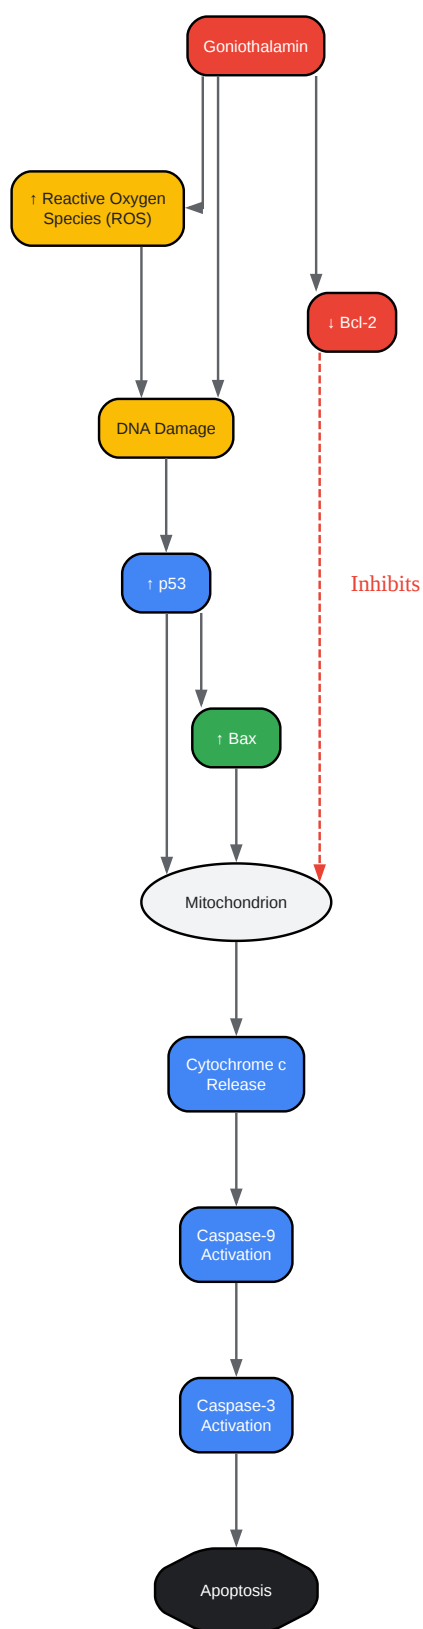 Goniothalamin
↑ Reactive Oxygen
Species (ROS)
↓ Bcl-2
DNA Damage
↑ p53
Inhibits
↑ Bax
Mitochondrion
Cytochrome c
Release
Caspase-9
Activation
Caspase-3
Activation
Apoptosis